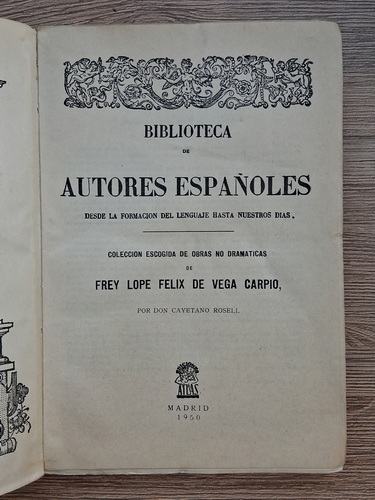 BIBLIOTECA
DE
AUTORES ESPAÑOLES
DESDE LA FORMACION DEL LENGUAJE HASTA NUESTROS DIAS.
COLECCION ESCOGIDA DE OBRAS NO DRAMATICAS
DE
FREY LOPE FELIX DE VEGA CARPIO,
POR DON CAYETANO ROSELL
ATLAS
MADRID
1950